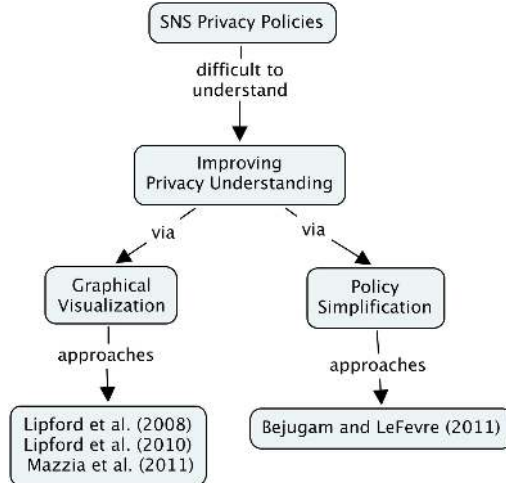 SNS Privacy Policies
difficult to
understand
Improving
Privacy Understanding
via
via
Graphical
Visualization
Policy
Simplification
approaches
approaches
Lipford et al. (2008)
Lipford et al. (2010)
Mazzia et al. (2011)
Bejugam and LeFevre (2011)